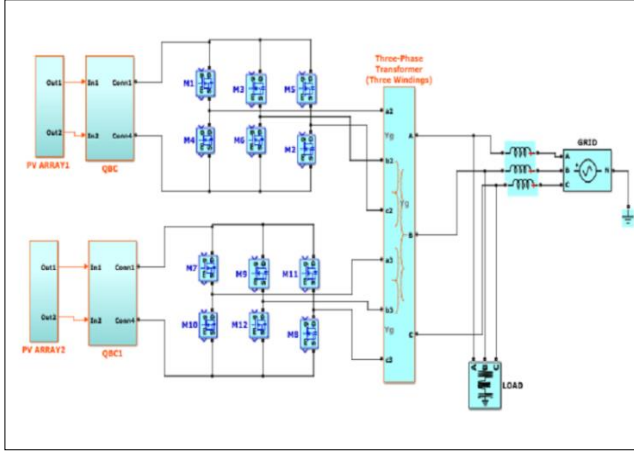 Three-Phase
Transformer
(Three Windings)
Out1
In1
Conn1
M1
M3
M5
a2
A
GRID
A
B
C
N
Out2
In2
Conn4
M4
M6
M2
Yg
b2
Yg
c2
B
PV ARRAY1
QBC
Out1
In1
Conn1
M7
M9
M11
a3
b3
Out2
In2
Conn4
M10
M12
M8
Yg
C
c3
PV ARRAY2
QBC1
A
B
C
LOAD